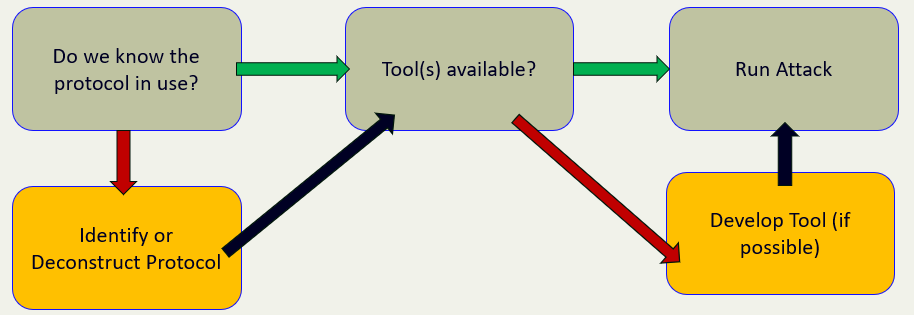 Do we know the
protocol in use?
Tool(s) available?
Run Attack
Identify or
Deconstruct Protocol
Develop Tool (if
possible)